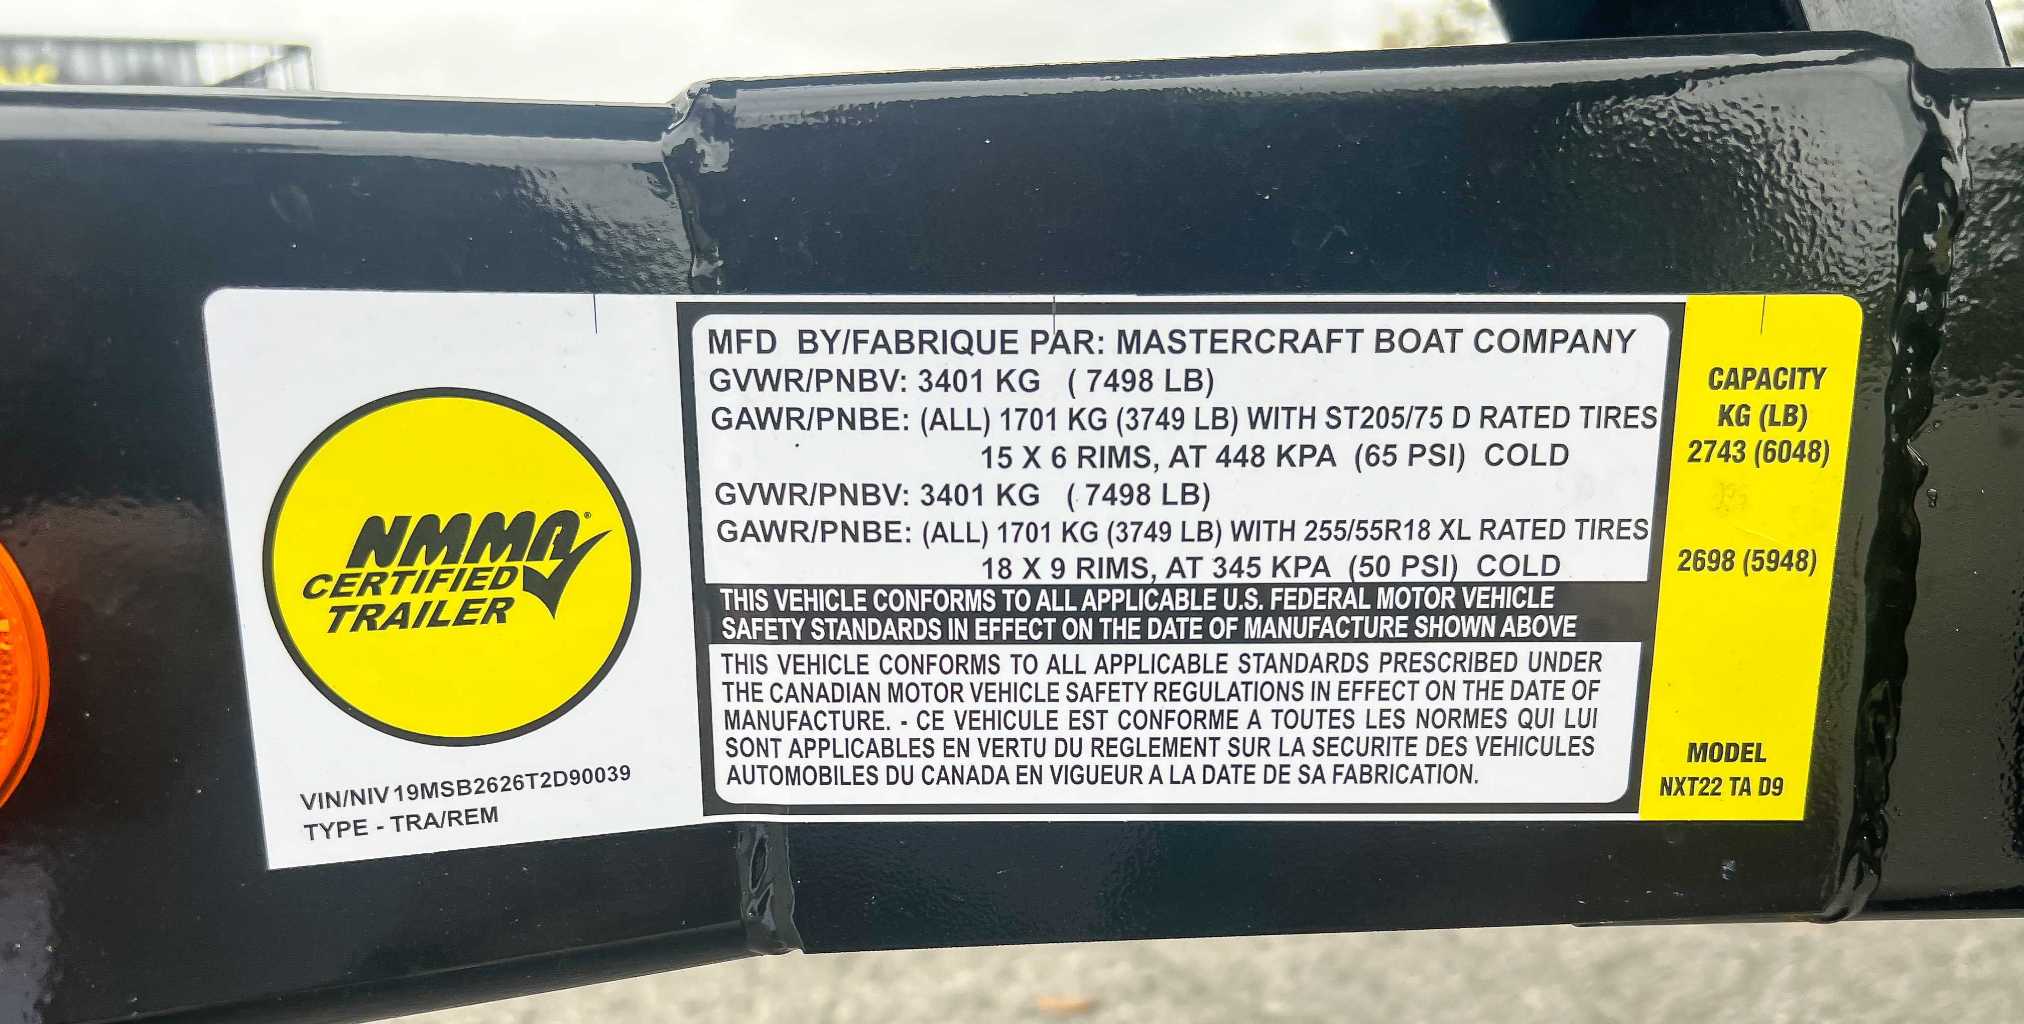 MFD BY/FABRIQUE PAR: MASTERCRAFT BOAT COMPANY
GVWR/PNBV: 3401 KG ( 7498 LB)
GAWR/PNBE: (ALL) 1701 KG (3749 LB) WITH ST205/75 D RATED TIRES
15 X 6 RIMS, AT 448 KPA (65 PSI) COLD
GVWR/PNBV: 3401 KG ( 7498 LB)
GAWR/PNBE: (ALL) 1701 KG (3749 LB) WITH 255/55R18 XL RATED TIRES
18 X 9 RIMS, AT 345 KPA (50 PSI) COLD
THIS VEHICLE CONFORMS TO ALL APPLICABLE U.S. FEDERAL MOTOR VEHICLE
SAFETY STANDARDS IN EFFECT ON THE DATE OF MANUFACTURE SHOWN ABOVE
THIS VEHICLE CONFORMS TO ALL APPLICABLE STANDARDS PRESCRIBED UNDER
THE CANADIAN MOTOR VEHICLE SAFETY REGULATIONS IN EFFECT ON THE DATE OF
MANUFACTURE. - CE VEHICULE EST CONFORME A TOUTES LES NORMES QUI LUI
SONT APPLICABLES EN VERTU DU REGLEMENT SUR LA SECURITE DES VEHICULES
AUTOMOBILES DU CANADA EN VIGUEUR A LA DATE DE SA FABRICATION.
CAPACITY
KG (LB)
2743 (6048)
2698 (5948)
MODEL
NXT22 TA D9
NMMA®
CERTIFIED
TRAILER
VIN/NIV 19MSB2626T2D90039
TYPE - TRA/REM